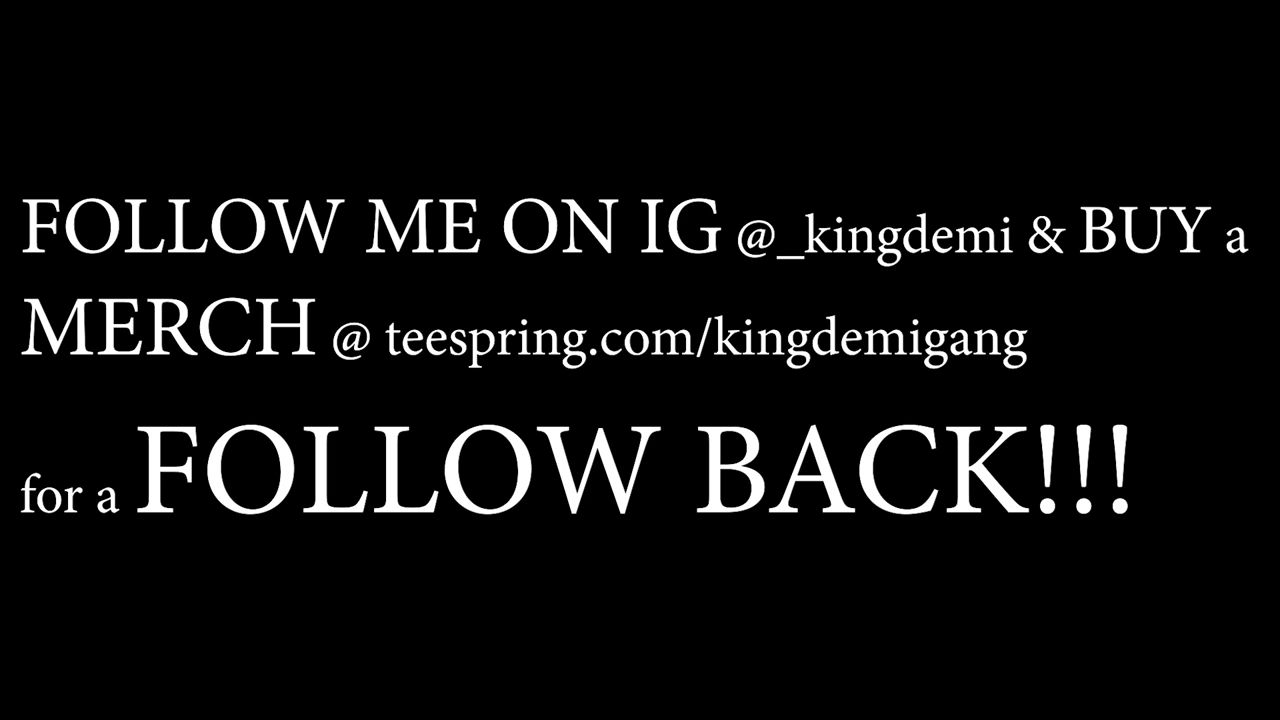 FOLLOW ME ON IG @_kingdemi & BUY a
MERCH @ teespring.com/kingdemigang
for a FOLLOW BACK!!!